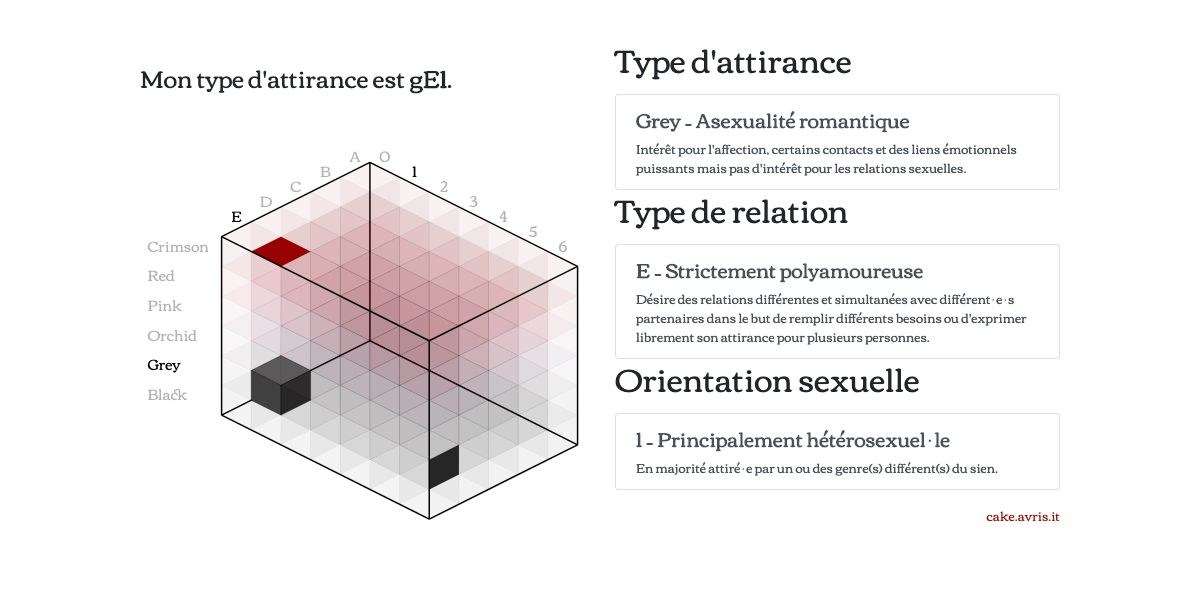 Mon type d'attirance est gE1.
A O
B 1
C 2
D 3
E 4
5
6
Crimson
Red
Pink
Orchid
Grey
Black
Type d'attirance
Grey - Asexualité romantique
Intérêt pour l'affection, certains contacts et des liens émotionnels
puissants mais pas d'intérêt pour les relations sexuelles.
Type de relation
E - Strictement polyamoureuse
Désire des relations différentes et simultanées avec différent·e·s
partenaires dans le but de remplir différents besoins ou d'exprimer
librement son attirance pour plusieurs personnes.
Orientation sexuelle
1 - Principalement hétérosexuel·le
En majorité attiré·e par un ou des genre(s) différent(s) du sien.
cake.avris.it